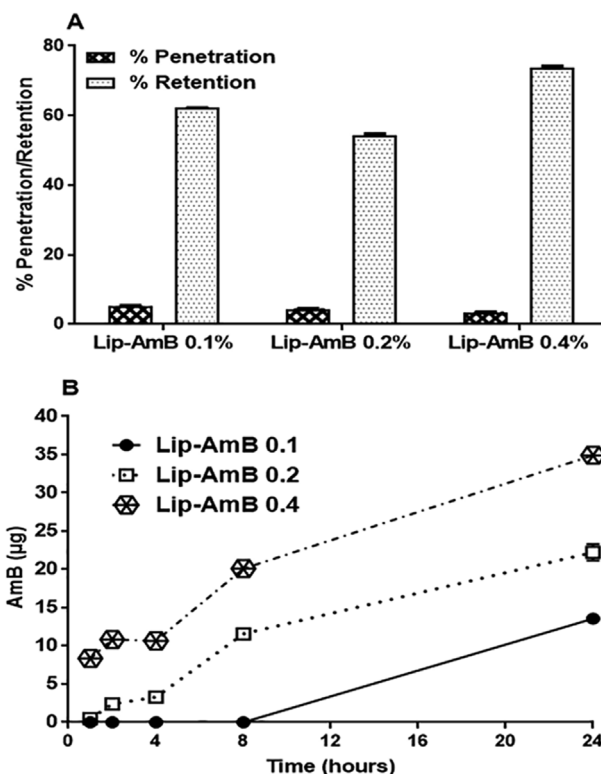 A
% Penetration
% Retention
% Penetration/Retention
80
60
40
20
0
Lip-AmB 0.1%
Lip-AmB 0.2%
Lip-AmB 0.4%
B
Lip-AmB 0.1
Lip-AmB 0.2
Lip-AmB 0.4
AmB (µg)
40
35
30
25
20
15
10
5
0
0
4
8
12
16
20
24
Time (hours)